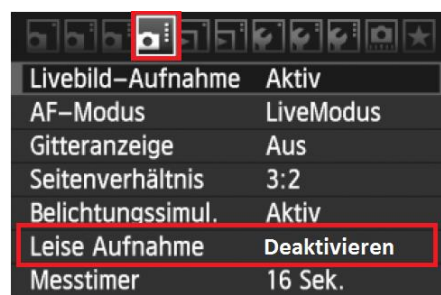 Livebild–Aufnahme Aktiv
AF–Modus LiveModus
Gitteranzeige Aus
Seitenverhältnis 3:2
Belichtungssimul. Aktiv
Leise Aufnahme Deaktivieren
Messtimer 16 Sek.